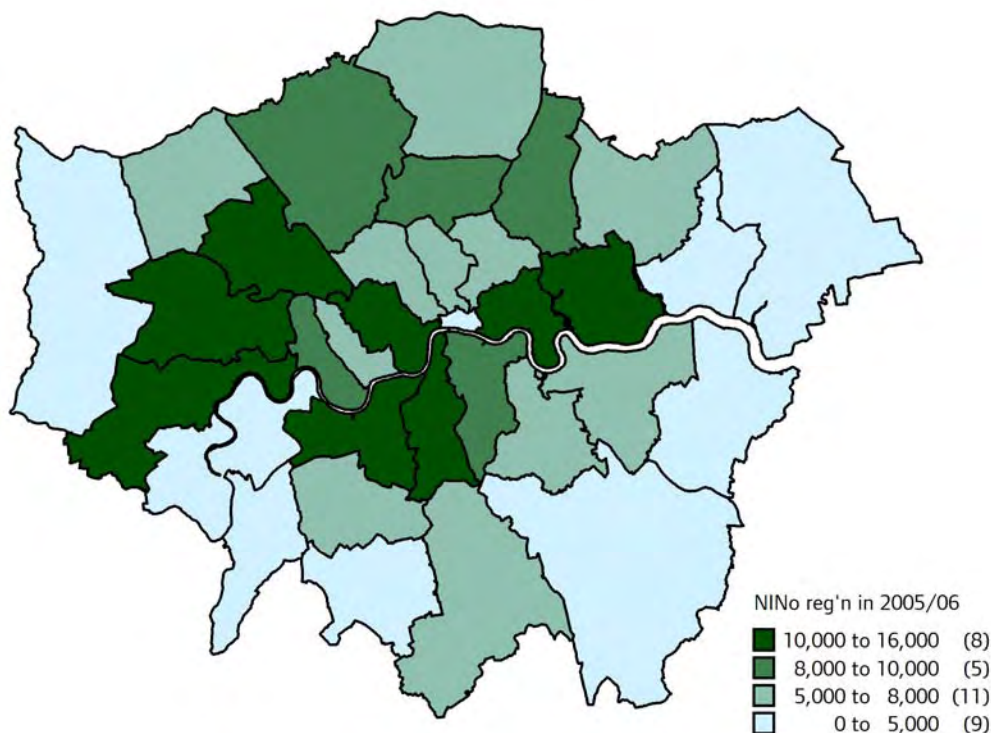 NINo reg'n in 2005/06
10,000 to 16,000 (8)
8,000 to 10,000 (5)
5,000 to 8,000 (11)
0 to 5,000 (9)